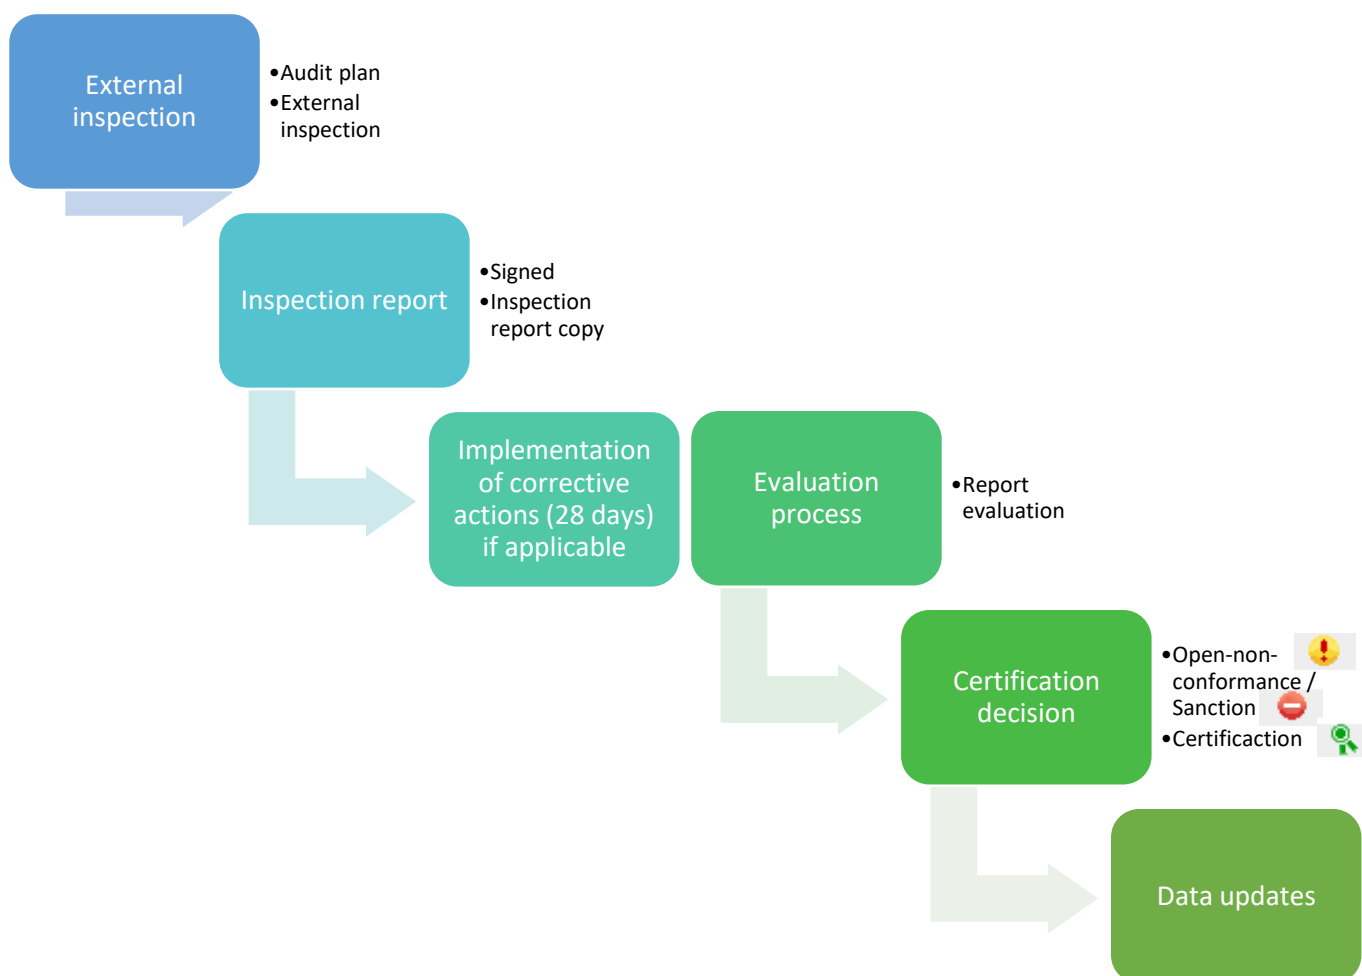 External
inspection
•Audit plan
•External
inspection
Inspection report
•Signed
•Inspection
report copy
Implementation
of corrective
actions (28 days)
if applicable
Evaluation
process
•Report
evaluation
Certification
decision
•Open-non-
conformance /
Sanction
•Certificaction
Data updates